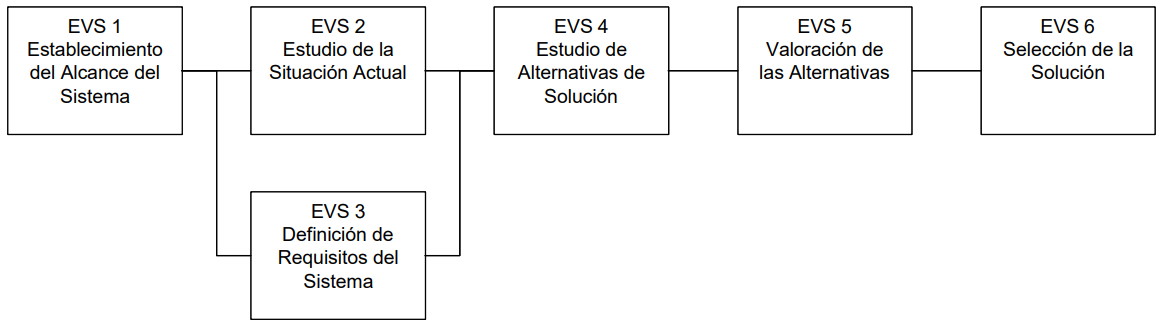 EVS 1
Establecimiento
del Alcance del
Sistema
EVS 2
Estudio de la
Situación Actual
EVS 4
Estudio de
Alternativas de
Solución
EVS 5
Valoración de
las Alternativas
EVS 6
Selección de la
Solución
EVS 3
Definición de
Requisitos del
Sistema